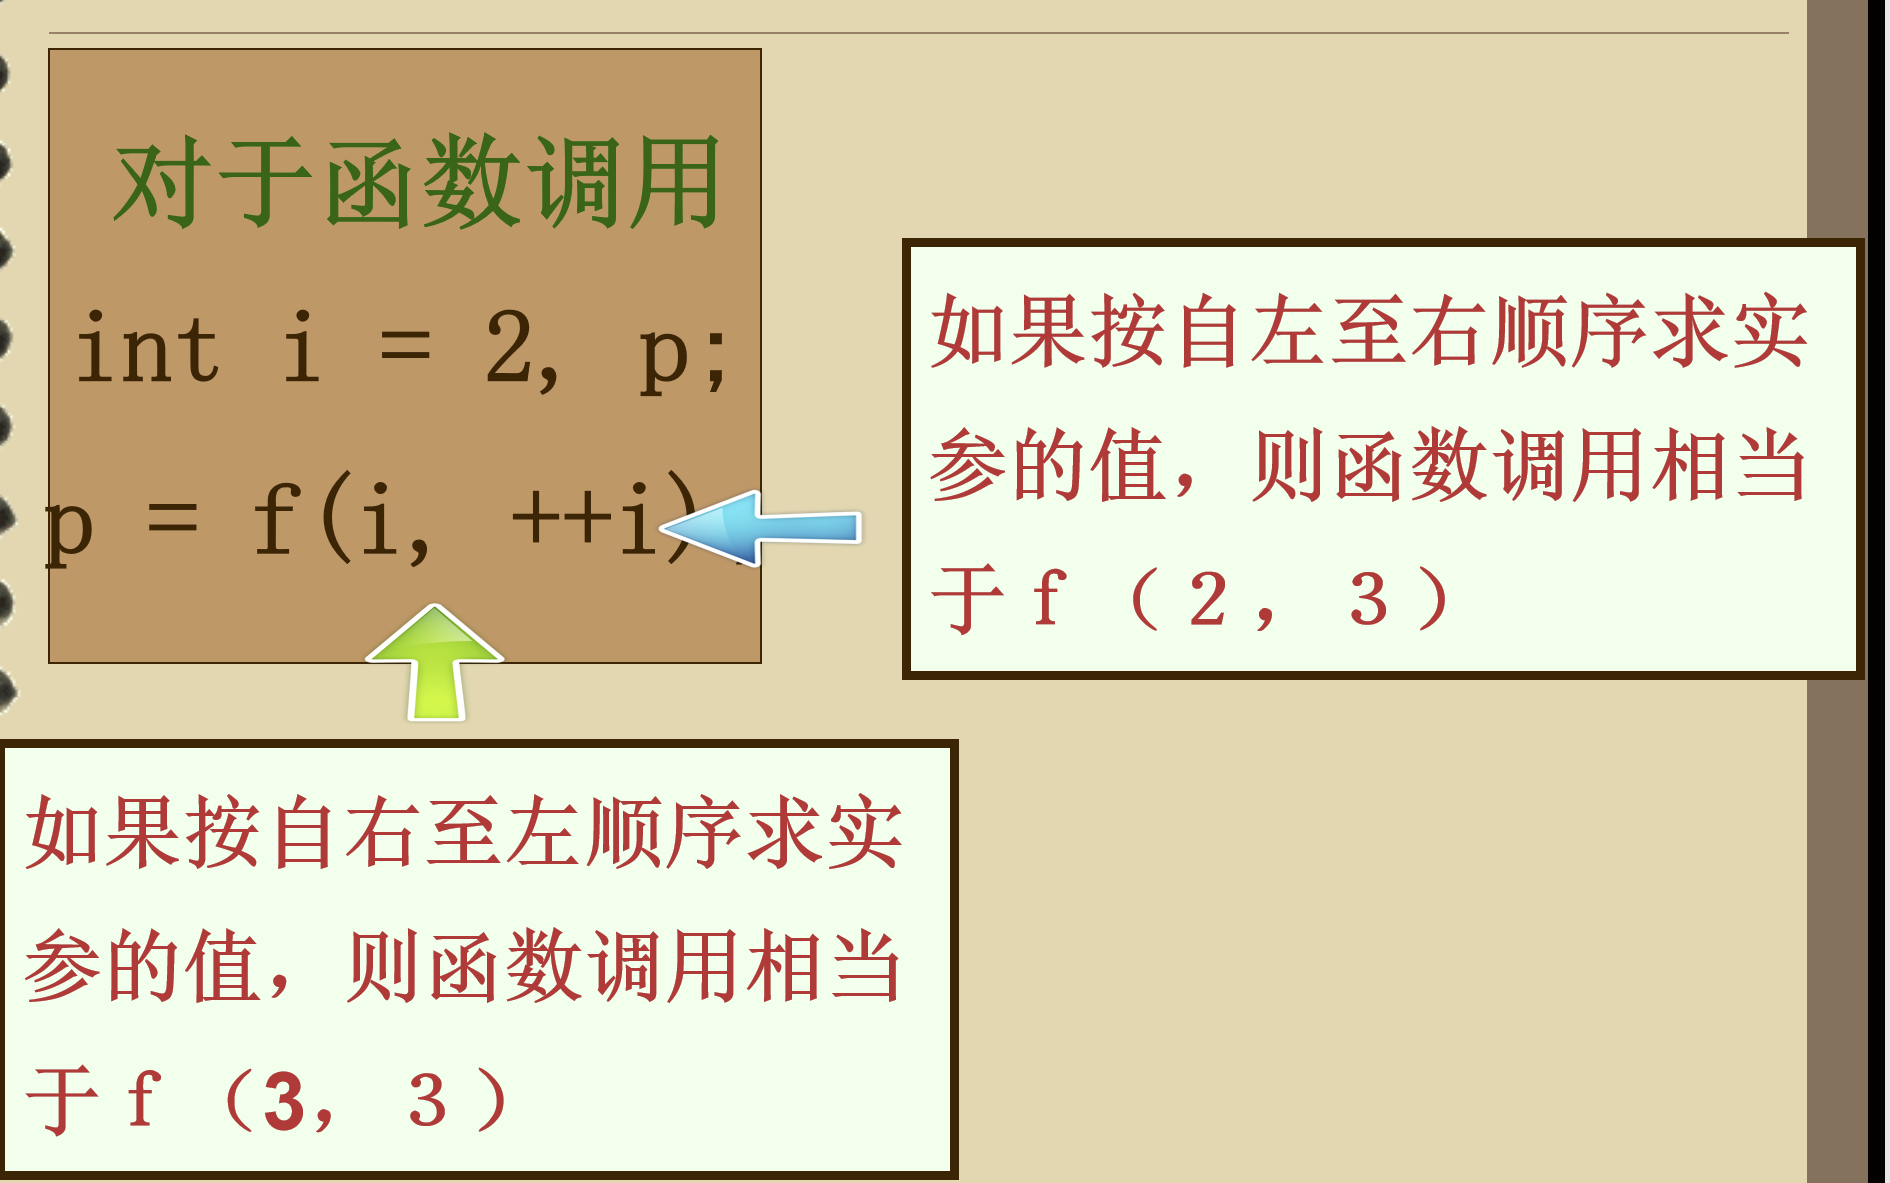 对于函数调用
int i = 2, p;
p = f(i, ++i)
如果按自左至右顺序求实
参的值，则函数调用相当
于ｆ（２，３）
如果按自右至左顺序求实
参的值，则函数调用相当
于ｆ（3，３）